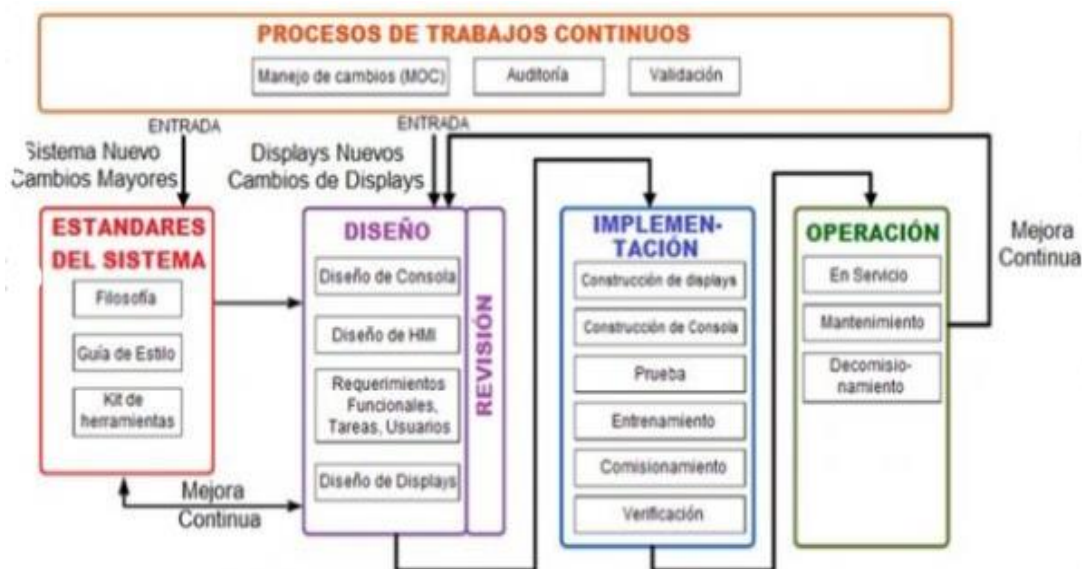 PROCESOS DE TRABAJOS CONTINUOS
Manejo de cambios (MOC)
Auditoría
Validación
ENTRADA
Sistema Nuevo
Cambios Mayores
ENTRADA
Displays Nuevos
Cambios de Displays
ESTANDARES
DEL SISTEMA
Filosofía
Guía de Estilo
Kit de
herramientas
Mejora
Continua
DISEÑO
Diseño de Consola
Diseño de HMI
Requerimientos
Funcionales,
Tareas, Usuarios
Diseño de Displays
REVISIÓN
IMPLEMEN-
TACIÓN
Construcción de displays
Construcción de Consola
Prueba
Entrenamiento
Comisionamiento
Verificación
OPERACIÓN
En Servicio
Mantenimiento
Decomisio-
namiento
Mejora
Continua